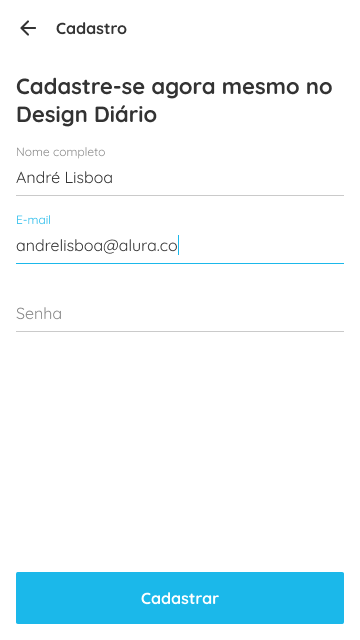 Cadastro
Cadastre-se agora mesmo no
Design Diário
Nome completo
André Lisboa
E-mail
andrelisboa@alura.co
Senha
Cadastrar